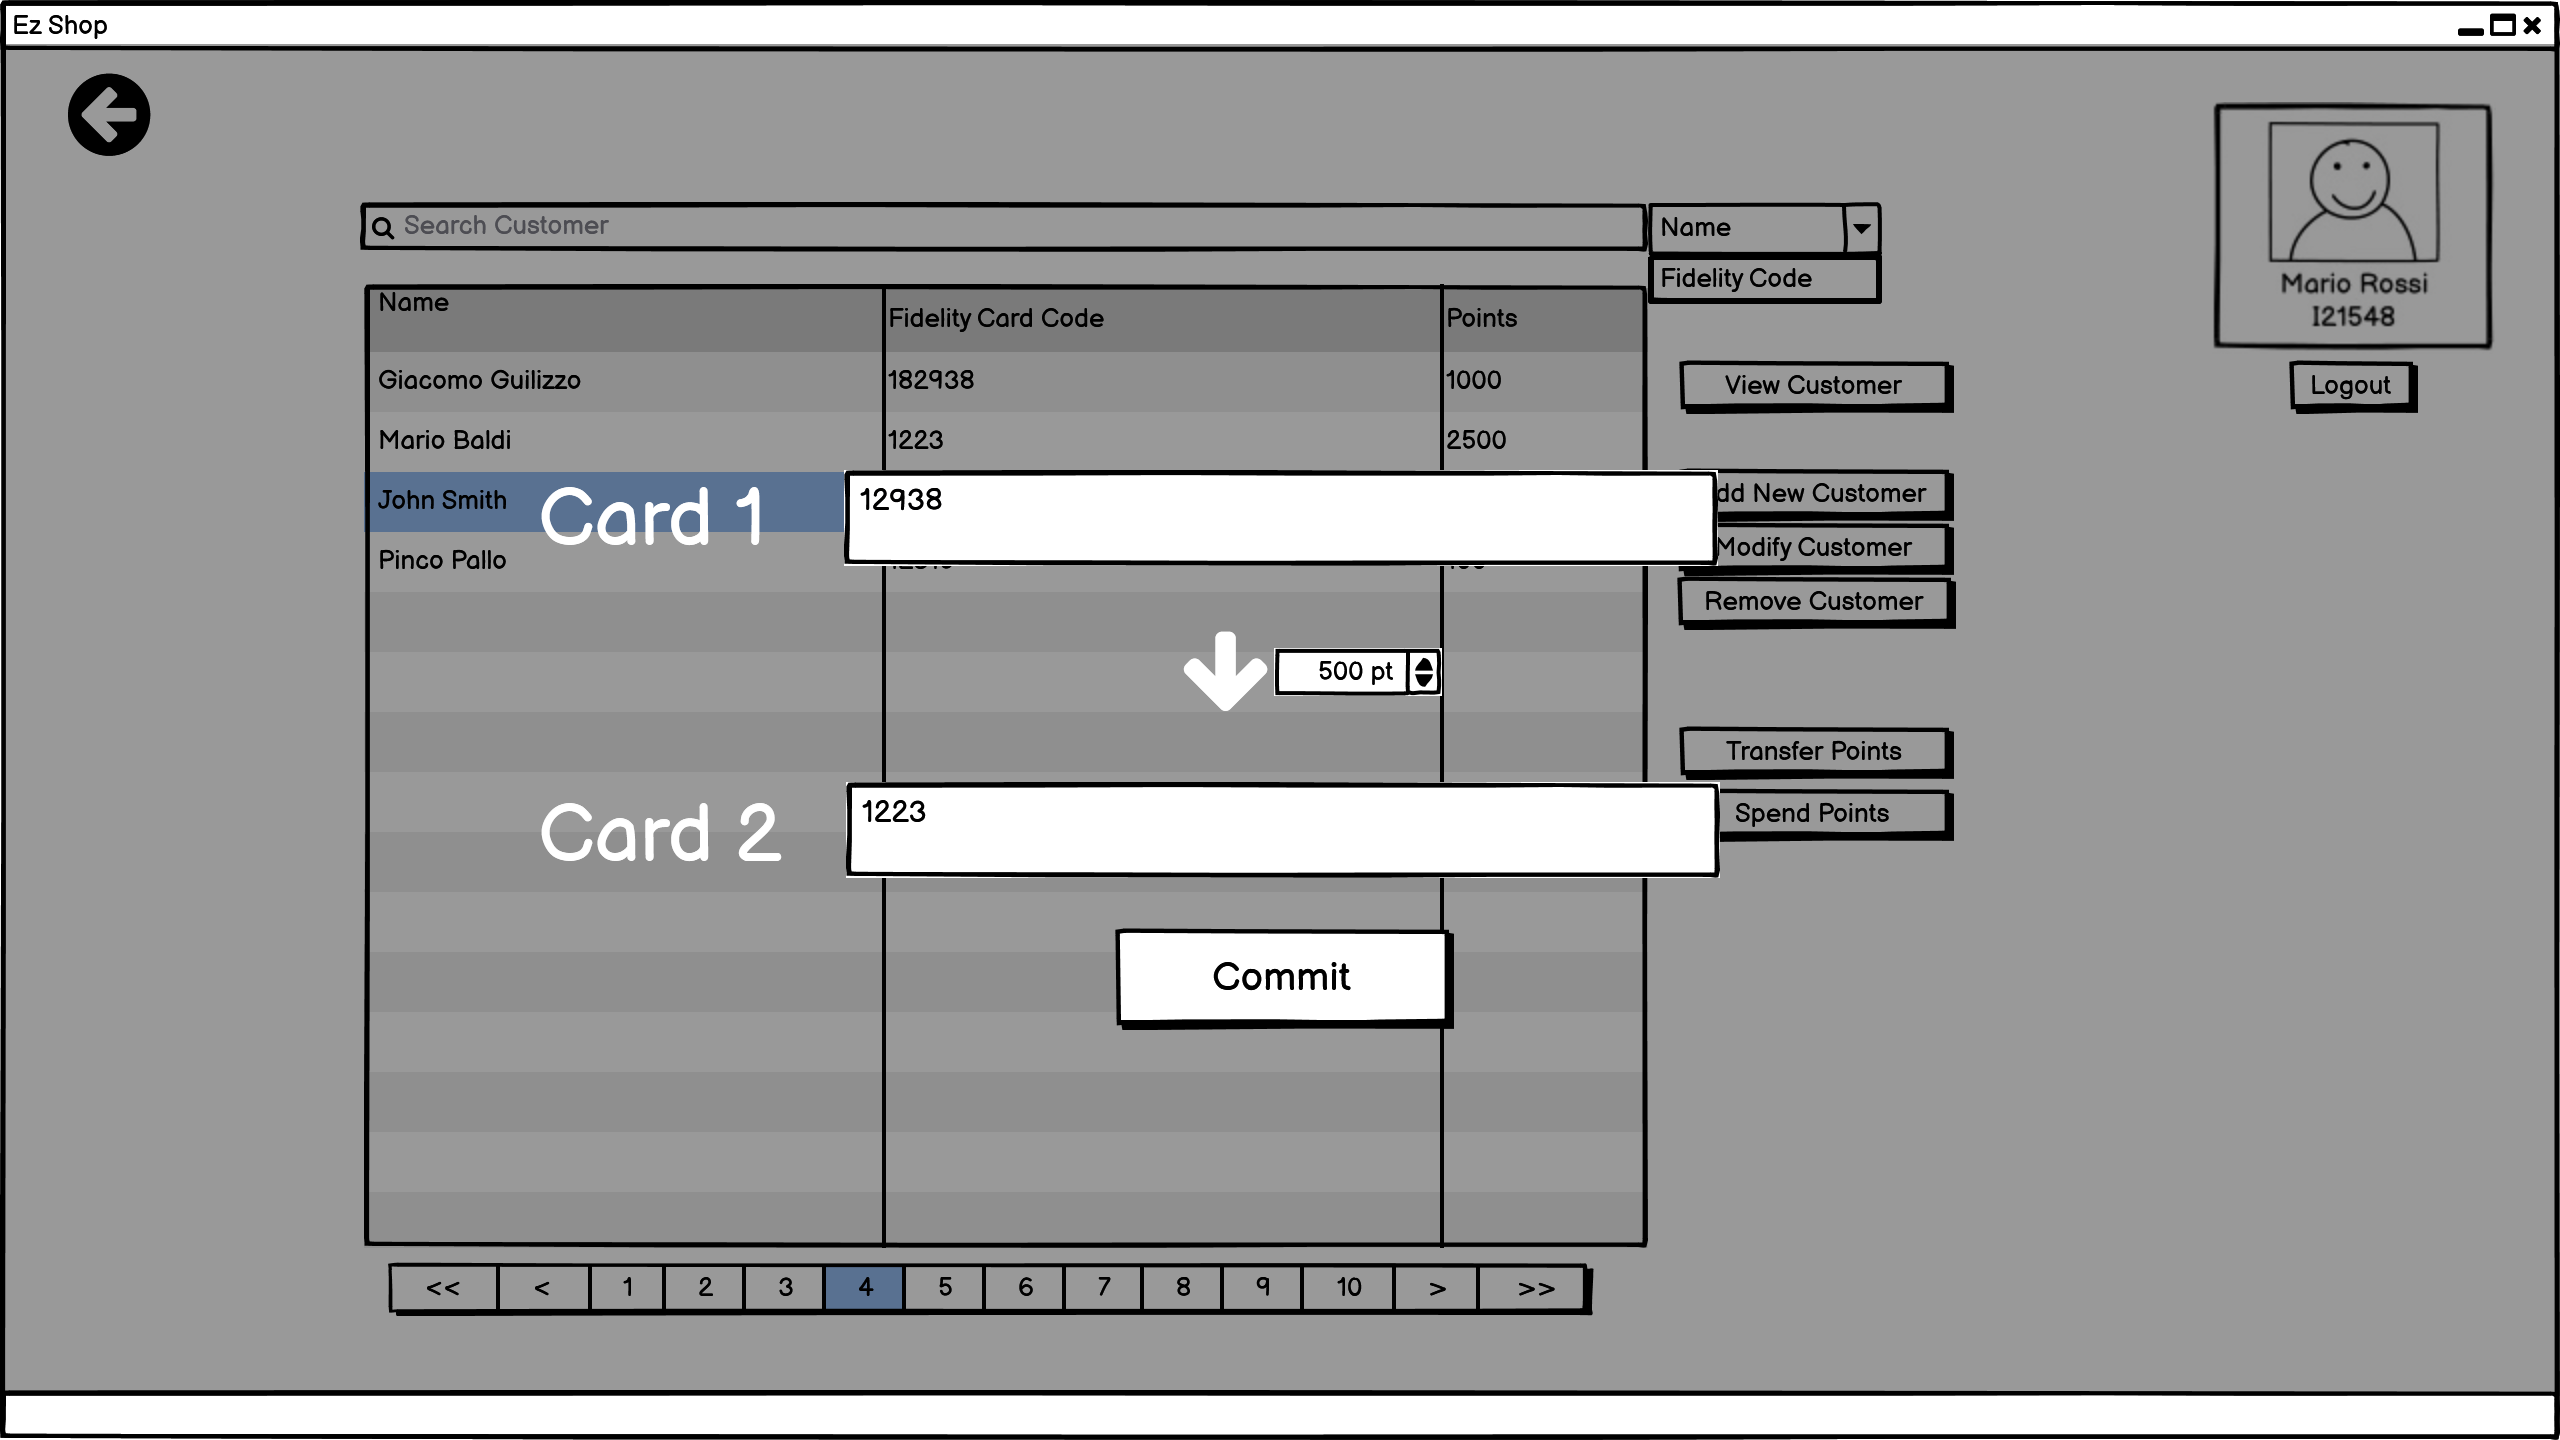 Ez Shop
Search Customer
Name
Fidelity Code
Mario Rossi
I21548
Logout
Name
Fidelity Card Code
Points
Giacomo Guilizzo
182938
1000
Mario Baldi
1223
2500
John Smith
Pinco Pallo
Card 1
12938
500 pt
Card 2
1223
Commit
View Customer
dd New Customer
Modify Customer
Remove Customer
Transfer Points
Spend Points
<< < 1 2 3 4 5 6 7 8 9 10 > >>